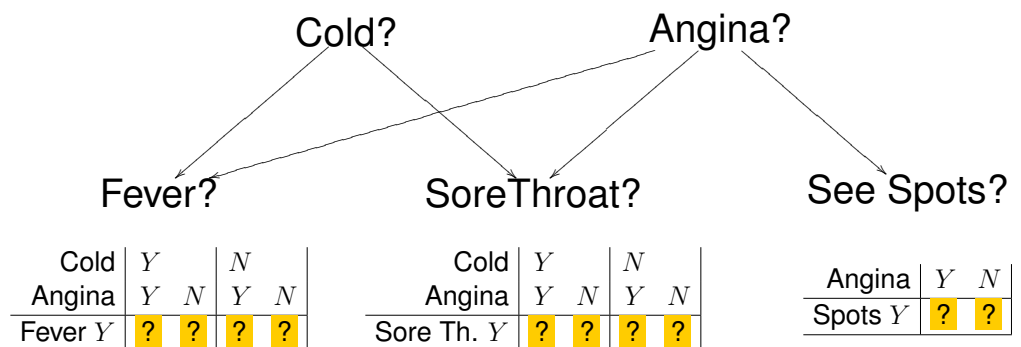 Cold? Angina?
Fever? SoreThroat? See Spots?
Cold Y N
Angina Y N Y N
Fever Y ? ? ? ?
Cold Y N
Angina Y N Y N
Sore Th. Y ? ? ? ?
Angina Y N
Spots Y ? ?